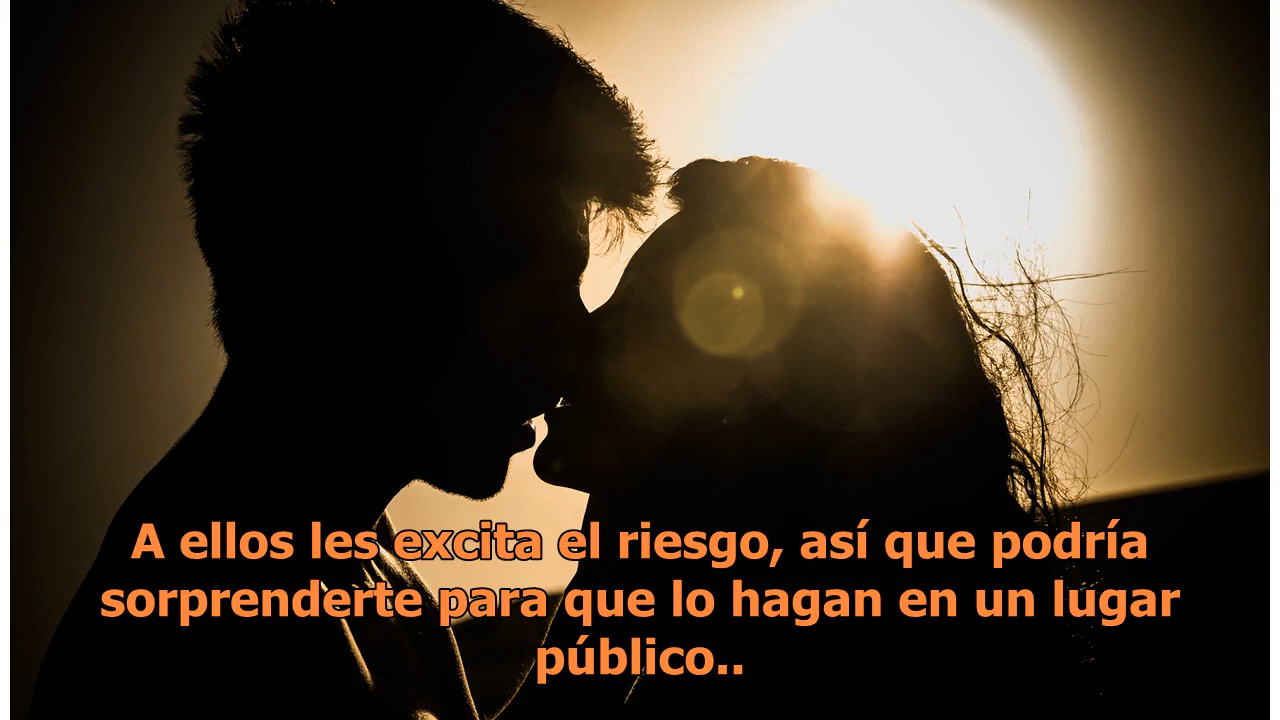 A ellos les excita el riesgo, así que podría
sorprenderte para que lo hagan en un lugar
público..